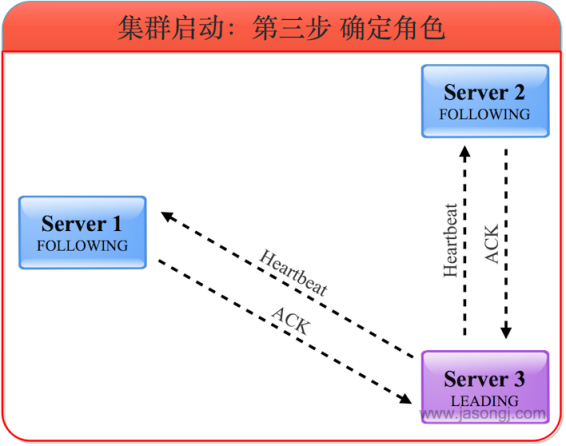 集群启动：第三步 确定角色
Server 2
FOLLOWING
Server 1
FOLLOWING
Heartbeat
ACK
Heartbeat
ACK
Server 3
LEADING
www.jasongj.com